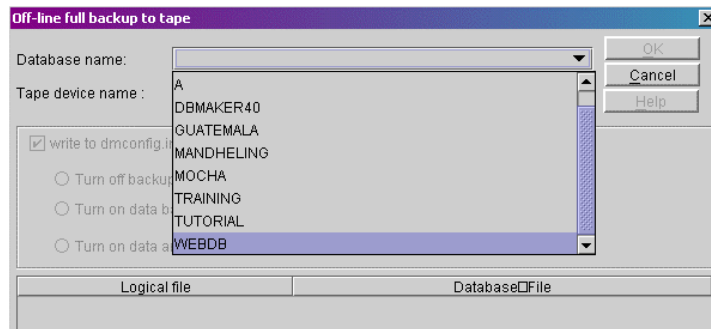 Off-line full backup to tape
Database name:
OK
Cancel
Tape device name :
Help
A
DBMAKER40
GUATEMALA
MANDHELING
MOCHA
TRAINING
TUTORIAL
WEBDB
write to dmconfig.i
Turn off backup
Turn on data b
Turn on data a
Logical file
Database□File